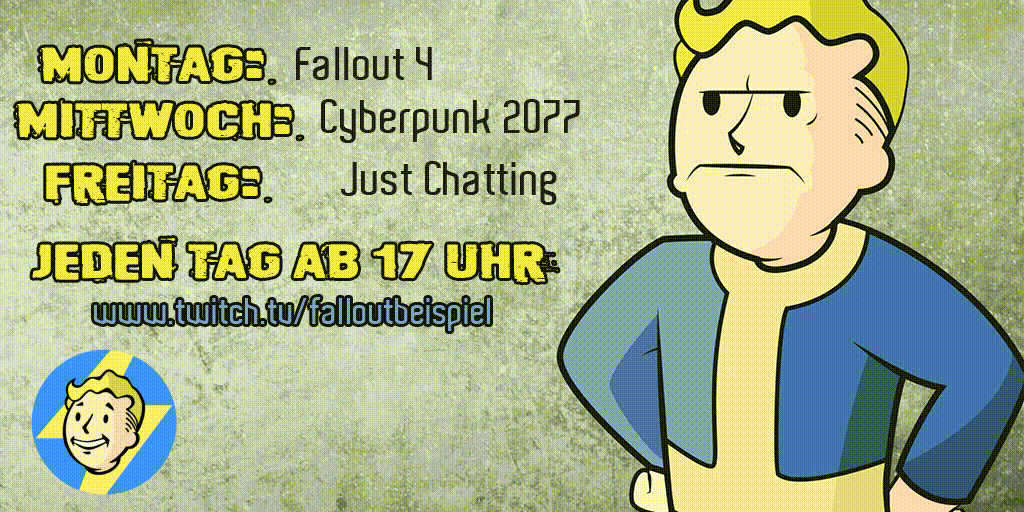 MONTAG: Fallout 4
MITTWOCH: Cyberpunk 2077
FREITAG: Just Chatting
JEDEN TAG AB 17 UHR:
www.twitch.tv/falloutbeispiel